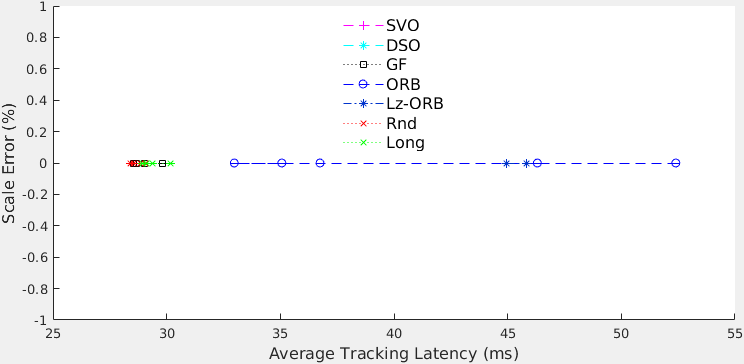 1
0.8
0.6
0.4
0.2
0
-0.2
-0.4
-0.6
-0.8
-1
Scale Error (%)
SVO
DSO
GF
ORB
Lz-ORB
Rnd
Long
25 30 35 40 45 50 55
Average Tracking Latency (ms)